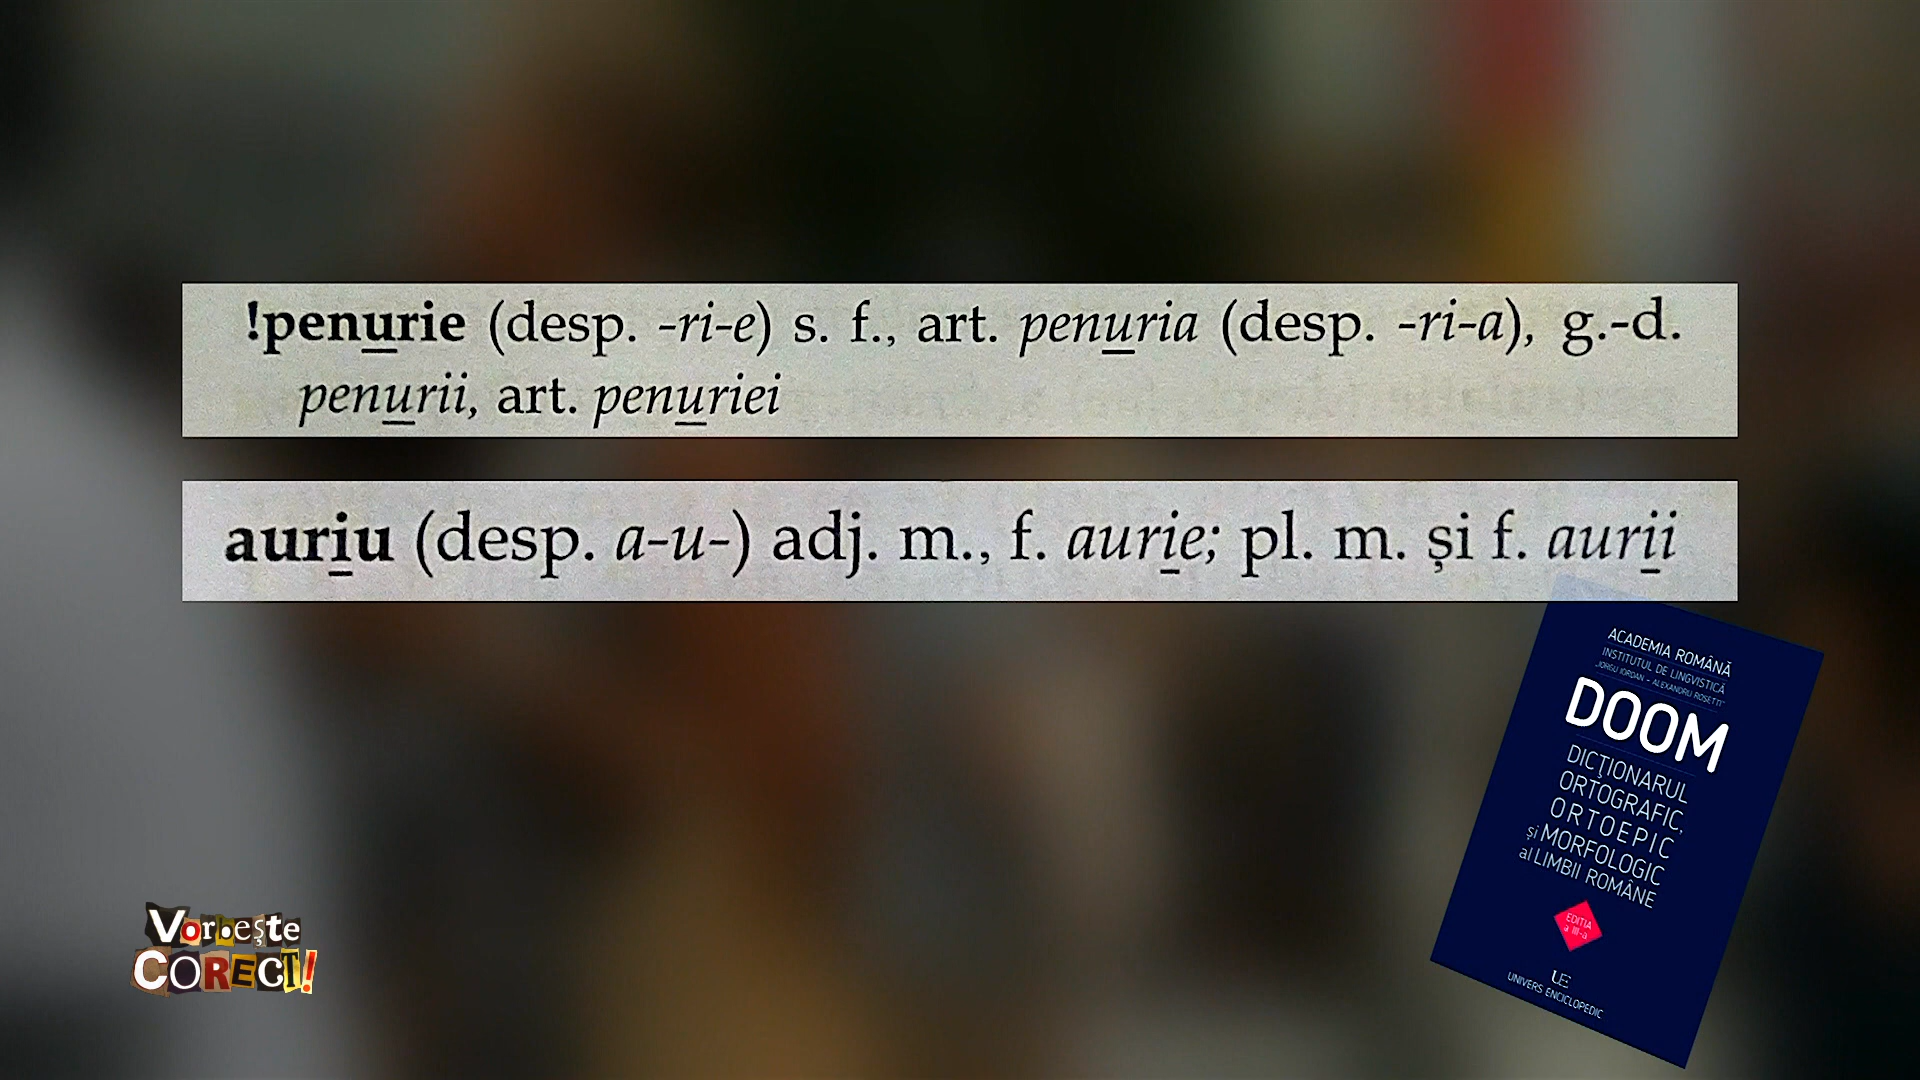 !penurie (desp. -ri-e) s. f., art. penuria (desp. -ri-a), g.-d.
penurii, art. penuriei
auriu (desp. a-u-) adj. m., f. aurie; pl. m. și f. aurii
ACADEMIA ROMÂNĂ
INSTITUTUL DE LINGVISTICĂ
„IORGU IORDAN – ALEXANDRU ROSETTI”
DOOM
DICȚIONARUL
ORTOGRAFIC,
ORTOEPIC
și MORFOLOGIC
al LIMBII ROMÂNE
EDIȚIA
a III-a
UE
UNIVERS ENCICLOPEDIC
Vorbește
CORECT!